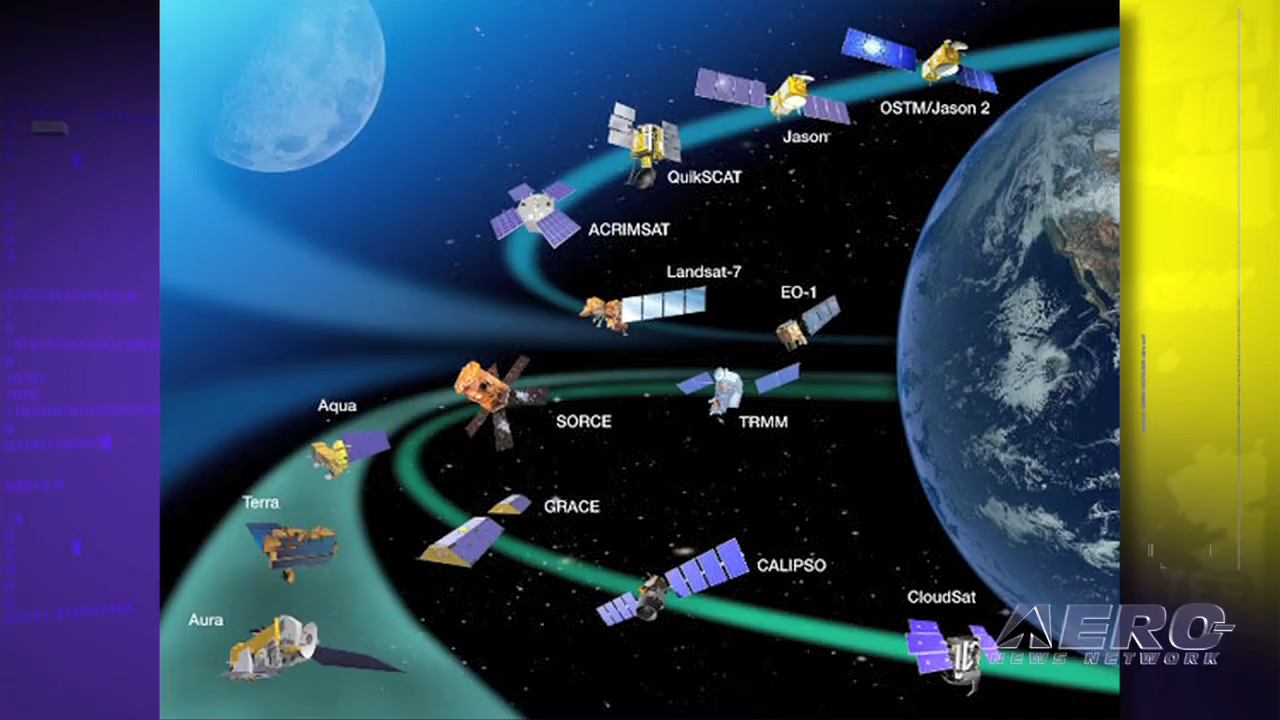 OSTM/Jason 2
Jason
QuikSCAT
ACRIMSAT
Landsat-7
EO-1
SORCE
TRMM
Aqua
Terra
GRACE
CALIPSO
CloudSat
Aura
AERO
NEWS NETWORK